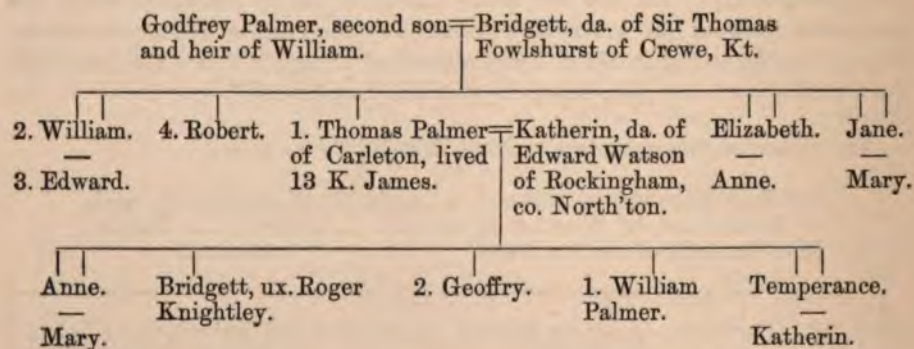 Godfrey Palmer, second son Bridgett, da. of Sir Thomas
and heir of William. Fowlshurst of Crewe, Kt.
2. William. 4. Robert. 1. Thomas Palmer Katherin, da. of Elizabeth. Jane.
— of Carleton, lived Edward Watson — —
3. Edward. 13 K. James. of Rockingham, Anne. Mary.
co. North'ton.
Anne. Bridgett, ux. Roger 2. Geoffry. 1. William Temperance.
— Knightley. Palmer. —
Mary. Katherin.